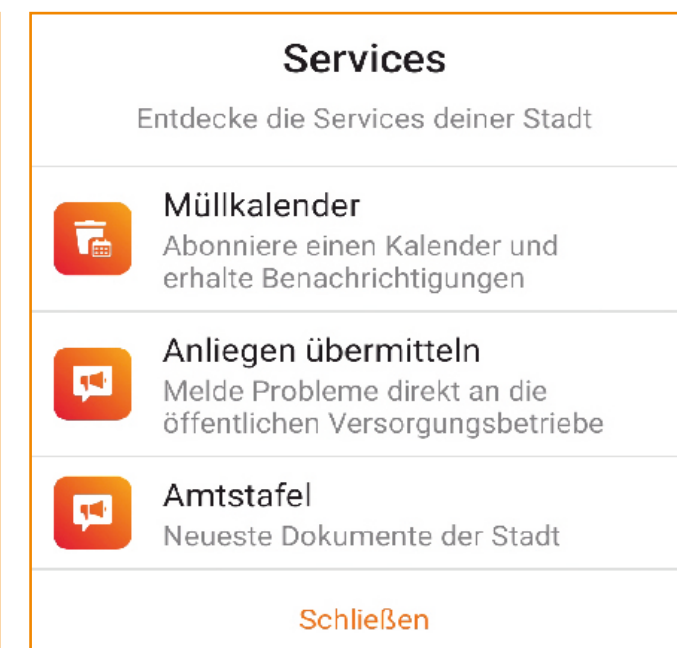 Services
Entdecke die Services deiner Stadt
Müllkalender
Abonniere einen Kalender und
erhalte Benachrichtigungen
Anliegen übermitteln
Melde Probleme direkt an die
öffentlichen Versorgungsbetriebe
Amtstafel
Neueste Dokumente der Stadt
Schließen